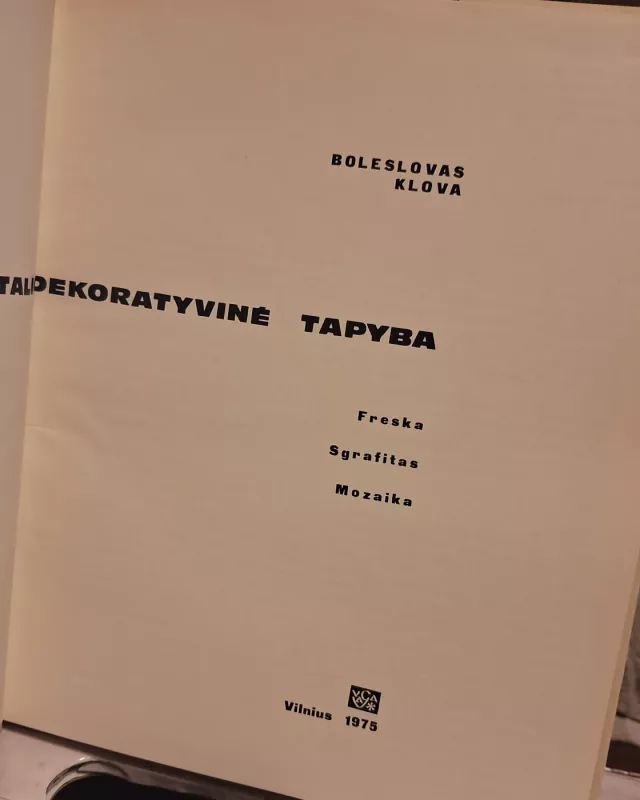 BOLESLOVAS
KLOVA
DEKORATYVINĖ TAPYBA
Freska
Sgrafitas
Mozaika
Vilnius 1975